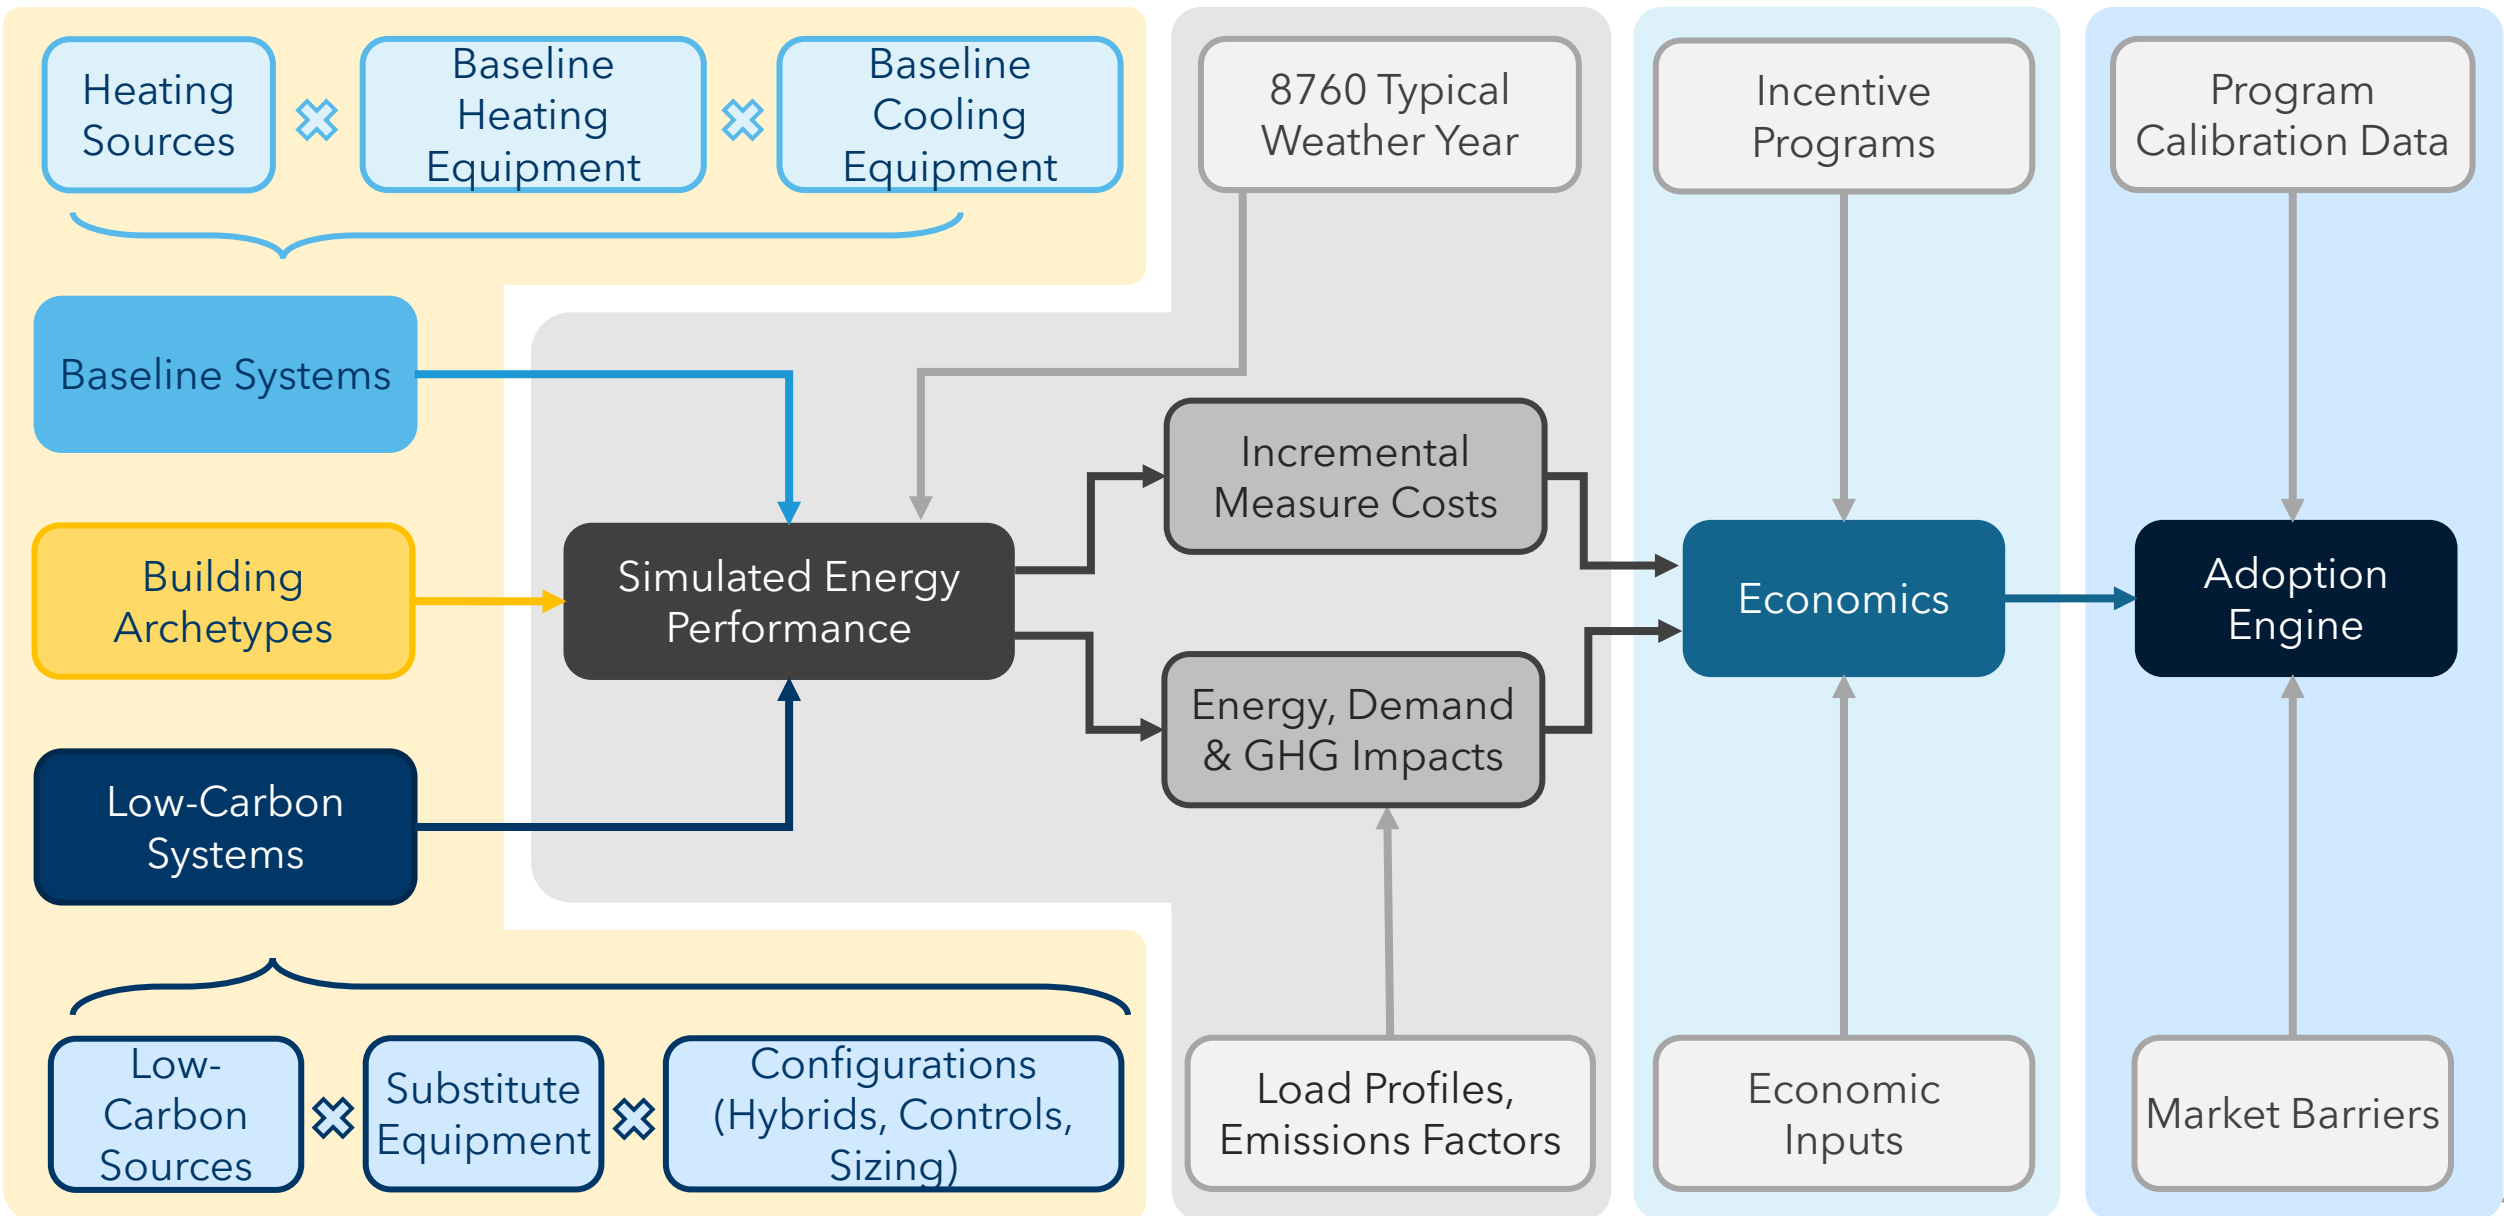 Heating
Sources
Baseline
Heating
Equipment
Baseline
Cooling
Equipment
8760 Typical
Weather Year
Incentive
Programs
Program
Calibration Data
Baseline Systems
Incremental
Measure Costs
Building
Archetypes
Simulated Energy
Performance
Economics
Adoption
Engine
Energy, Demand
& GHG Impacts
Low-Carbon
Systems
Low-
Carbon
Sources
Substitute
Equipment
Configurations
(Hybrids, Controls,
Sizing)
Load Profiles,
Emissions Factors
Economic
Inputs
Market Barriers